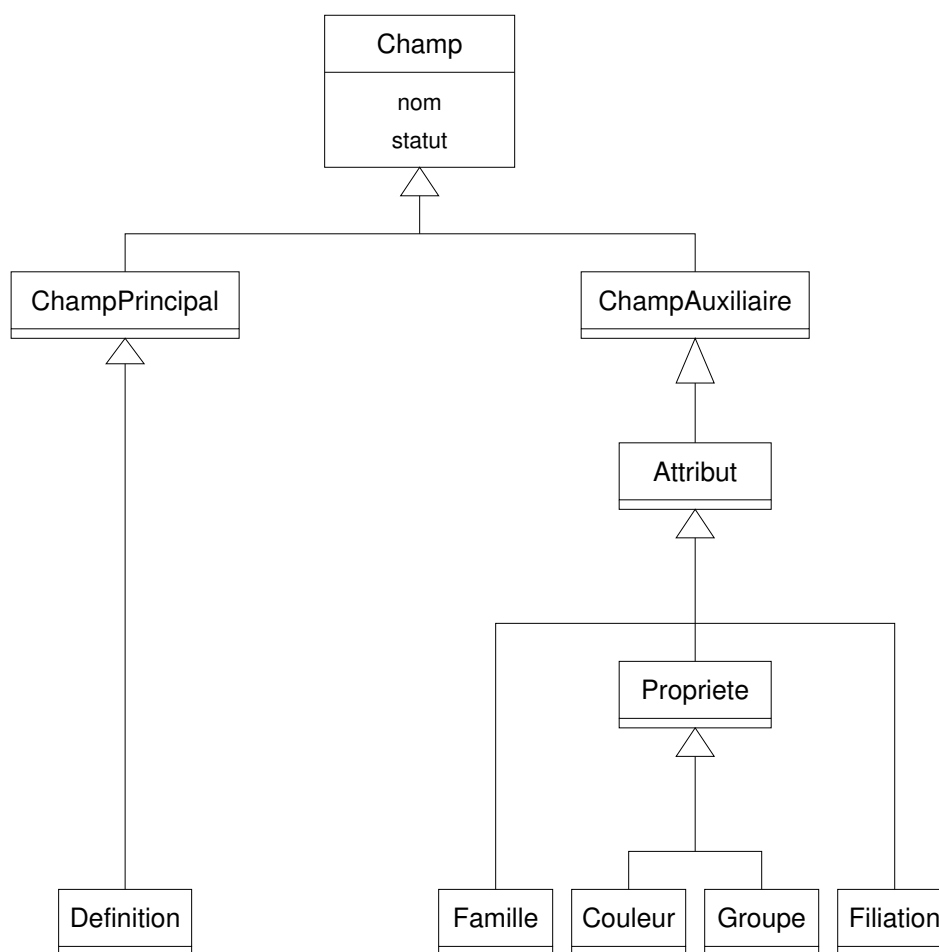 Champ
nom
statut
ChampPrincipal
ChampAuxiliaire
Attribut
Propriete
Definition
Famille
Couleur
Groupe
Filiation